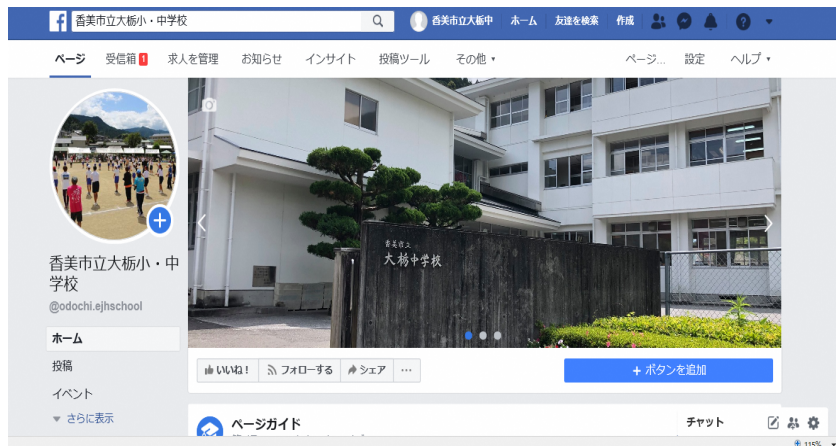 f 香美市立大栃小・中学校 香美市立大栃中 ホーム 友達を検索 作成
ページ 受信箱 1 求人を管理 お知らせ インサイト 投稿ツール その他 ページ... 設定 ヘルプ
香美市立
大栃中学校
香美市立大栃小・中
学校
@odochi.ejhschool
ホーム
投稿
イベント
さらに表示
いいね! フォローする シェア ...
+ ボタンを追加
ページガイド
チャット
115%